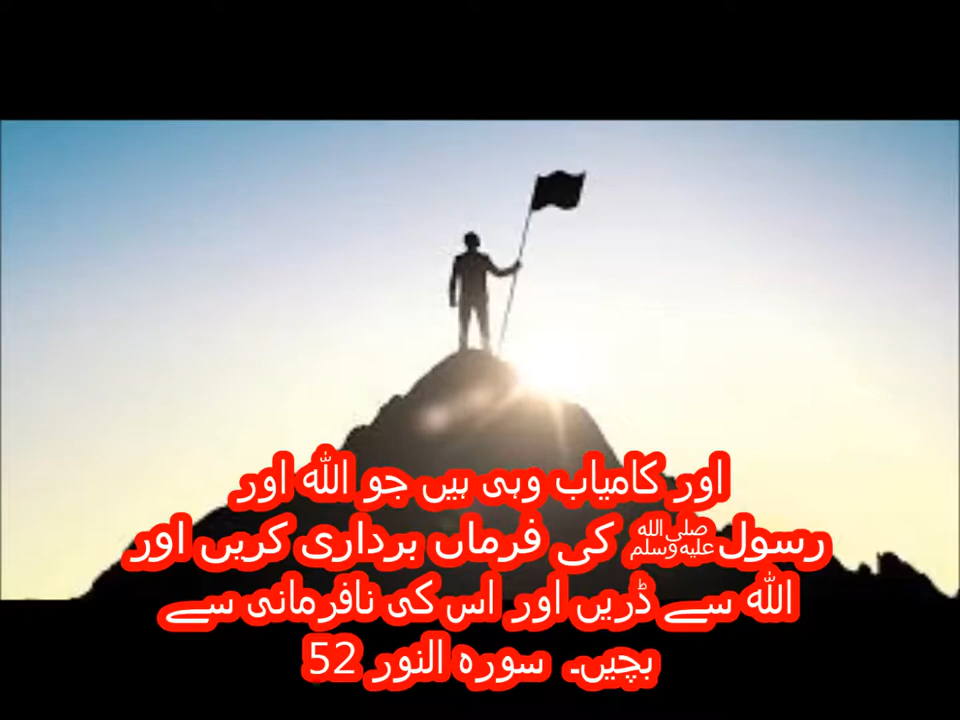 اور کامیاب وہی ہیں جو اللہ اور
رسولﷺ کی فرماں برداری کریں اور
اللہ سے ڈریں اور اس کی نافرمانی سے
بچیں۔ سورہ النور 52